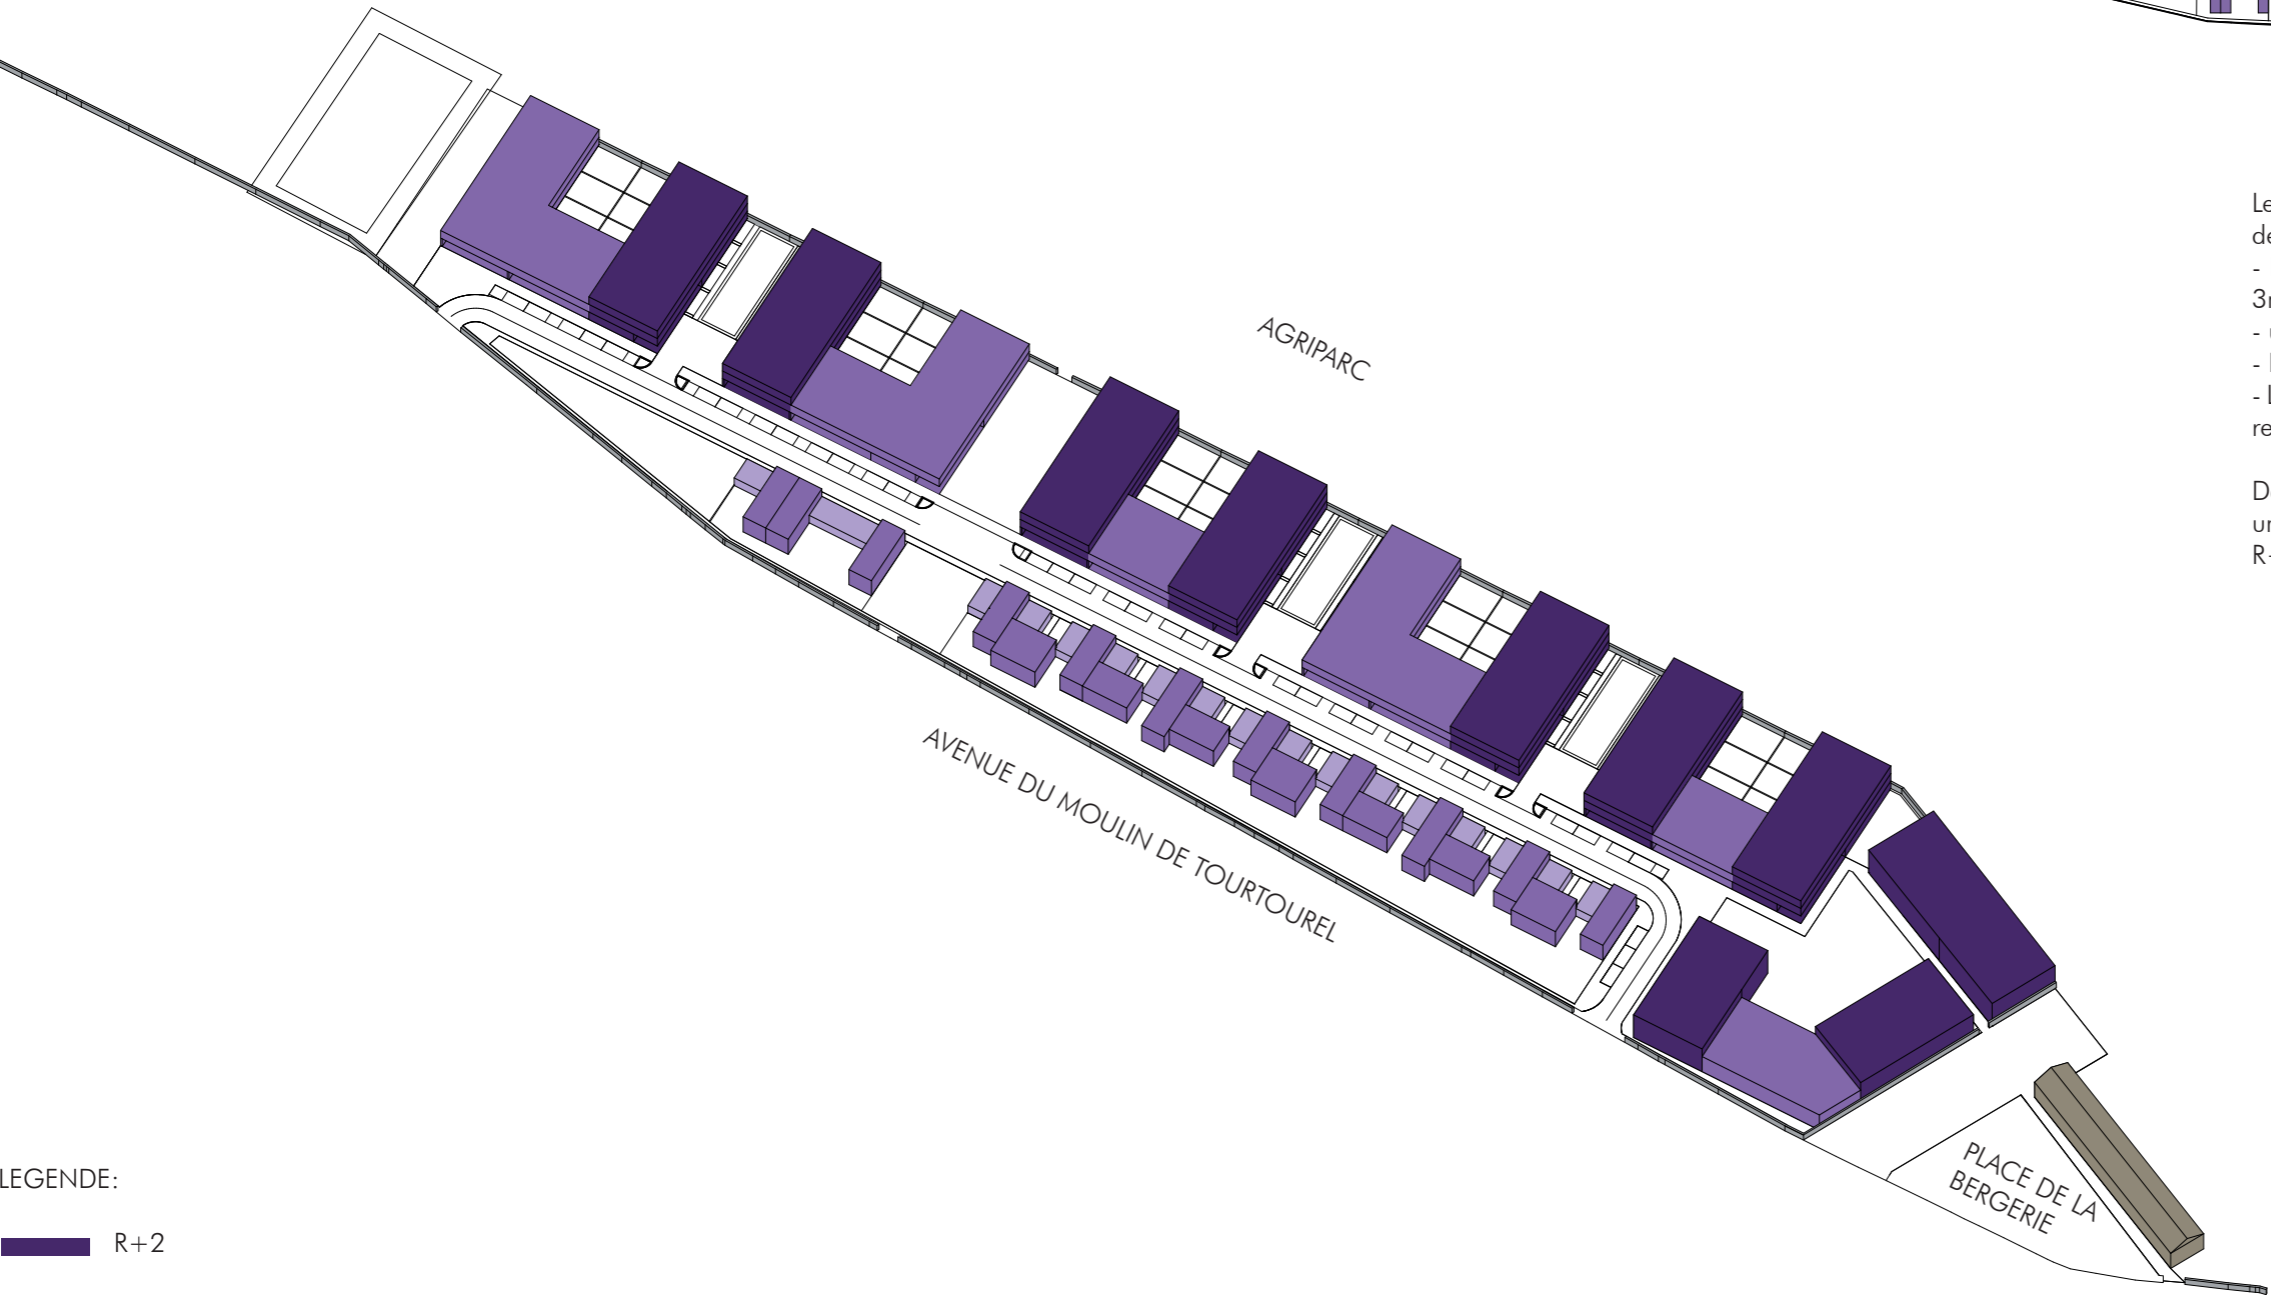 AGRIPARC
AVENUE DU MOULIN DE TOURTOUREL
PLACE DE LA
BERGERIE
LEGENDE:
R+2